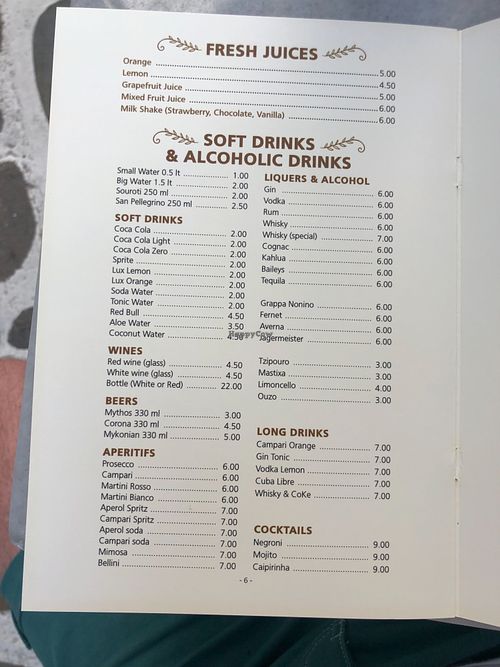 FRESH JUICES
Orange 5.00
Lemon 4.50
Grapefruit Juice 5.00
Mixed Fruit Juice 6.00
Milk Shake (Strawberry, Chocolate, Vanilla) 6.00
SOFT DRINKS
& ALCOHOLIC DRINKS
Small Water 0.5 lt 1.00
Big Water 1.5 lt 2.00
Souroti 250 ml 2.00
San Pellegrino 250 ml 2.50
SOFT DRINKS
Coca Cola 2.00
Coca Cola Light 2.00
Coca Cola Zero 2.00
Sprite 2.00
Lux Lemon 2.00
Lux Orange 2.00
Soda Water 2.00
Tonic Water 2.00
Red Bull 4.50
Aloe Water 3.50
Coconut Water 4.50
WINES
Red wine (glass) 4.50
White wine (glass) 4.50
Bottle (White or Red) 22.00
BEERS
Mythos 330 ml 3.00
Corona 330 ml 4.50
Mykonian 330 ml 5.00
APERITIFS
Prosecco 6.00
Campari 6.00
Martini Rosso 6.00
Martini Bianco 6.00
Aperol Spritz 7.00
Campari Spritz 7.00
Aperol soda 7.00
Campari soda 7.00
Mimosa 7.00
Bellini 7.00
LIQUERS & ALCOHOL
Gin 6.00
Vodka 6.00
Rum 6.00
Whisky 6.00
Whisky (special) 7.00
Cognac 6.00
Kahlua 6.00
Baileys 6.00
Tequila 6.00
Grappa Nonino 6.00
Fernet 6.00
Averna 6.00
Jagermeister 6.00
Tzipouro 3.00
Mastixa 3.00
Limoncello 4.00
Ouzo 3.00
LONG DRINKS
Campari Orange 7.00
Gin Tonic 7.00
Vodka Lemon 7.00
Cuba Libre 7.00
Whisky & CoKe 7.00
COCKTAILS
Negroni 9.00
Mojito 9.00
Caipirinha 9.00
- 6 -
HappyCow